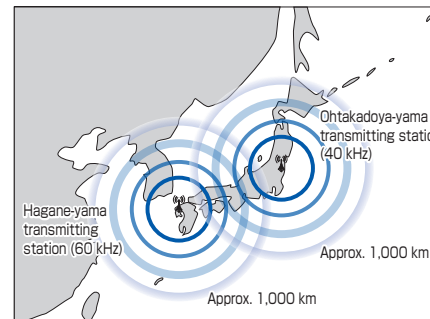 Ohtakadoya-yama
transmitting station
(40 kHz)
Hagane-yama
transmitting
station (60 kHz)
Approx. 1,000 km
Approx. 1,000 km